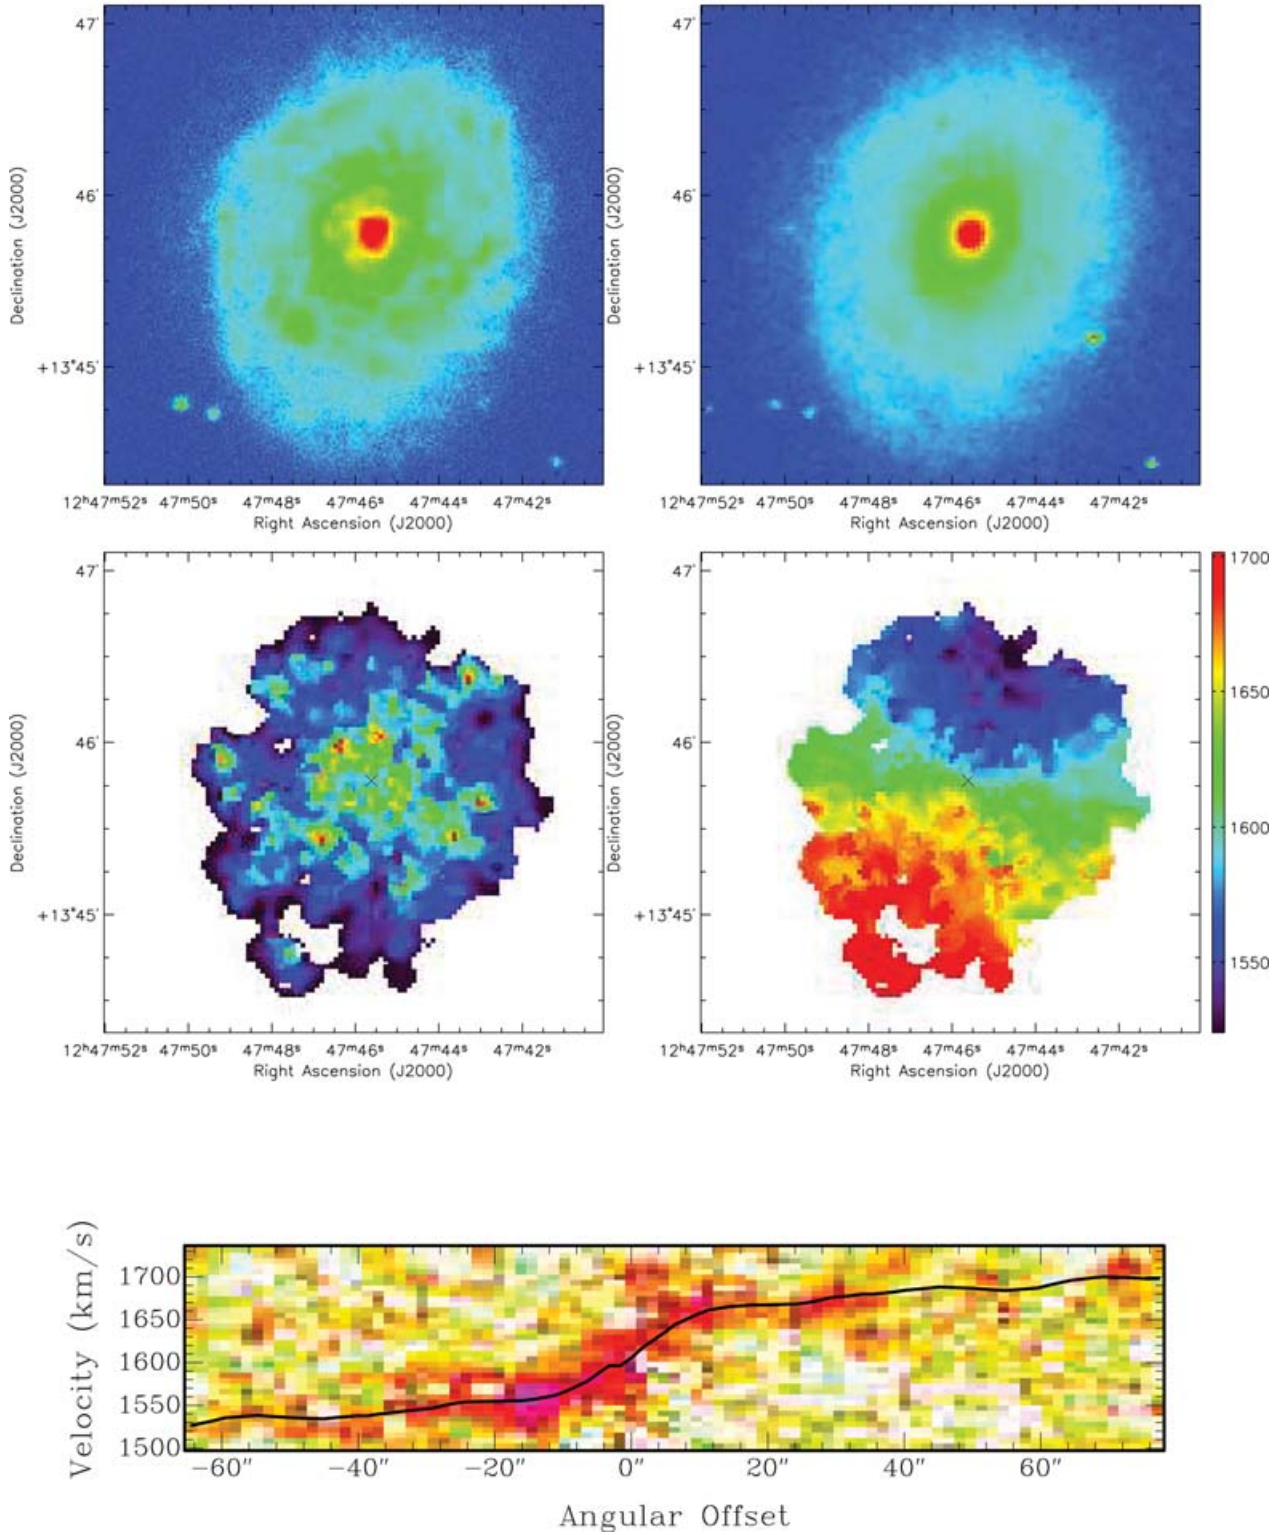 47'
46'
+13°45'
Declination (J2000)
12ʰ47ᵐ52ˢ 47ᵐ50ˢ 47ᵐ48ˢ 47ᵐ46ˢ 47ᵐ44ˢ 47ᵐ42ˢ
Right Ascension (J2000)
47'
46'
+13°45'
Declination (J2000)
12ʰ47ᵐ52ˢ 47ᵐ50ˢ 47ᵐ48ˢ 47ᵐ46ˢ 47ᵐ44ˢ 47ᵐ42ˢ
Right Ascension (J2000)
47'
46'
+13°45'
Declination (J2000)
12ʰ47ᵐ52ˢ 47ᵐ50ˢ 47ᵐ48ˢ 47ᵐ46ˢ 47ᵐ44ˢ 47ᵐ42ˢ
Right Ascension (J2000)
47'
46'
+13°45'
Declination (J2000)
12ʰ47ᵐ52ˢ 47ᵐ50ˢ 47ᵐ48ˢ 47ᵐ46ˢ 47ᵐ44ˢ 47ᵐ42ˢ
Right Ascension (J2000)
1700
1650
1600
1550
Velocity (km/s)
1700
1650
1600
1550
1500
−60″ −40″ −20″ 0″ 20″ 40″ 60″
Angular Offset